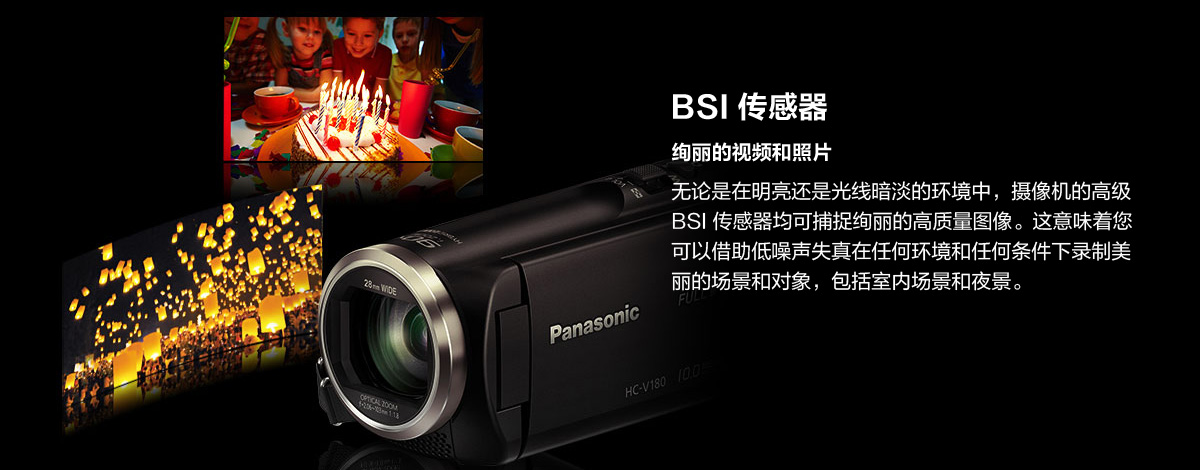 BSI 传感器
绚丽的视频和照片
无论是在明亮还是光线暗淡的环境中，摄像机的高级
BSI 传感器均可捕捉绚丽的高质量图像。这意味着您
可以借助低噪声失真在任何环境和任何条件下录制美
丽的场景和对象，包括室内场景和夜景。
28mm WIDE
Panasonic
HC-V180
OPTICAL ZOOM